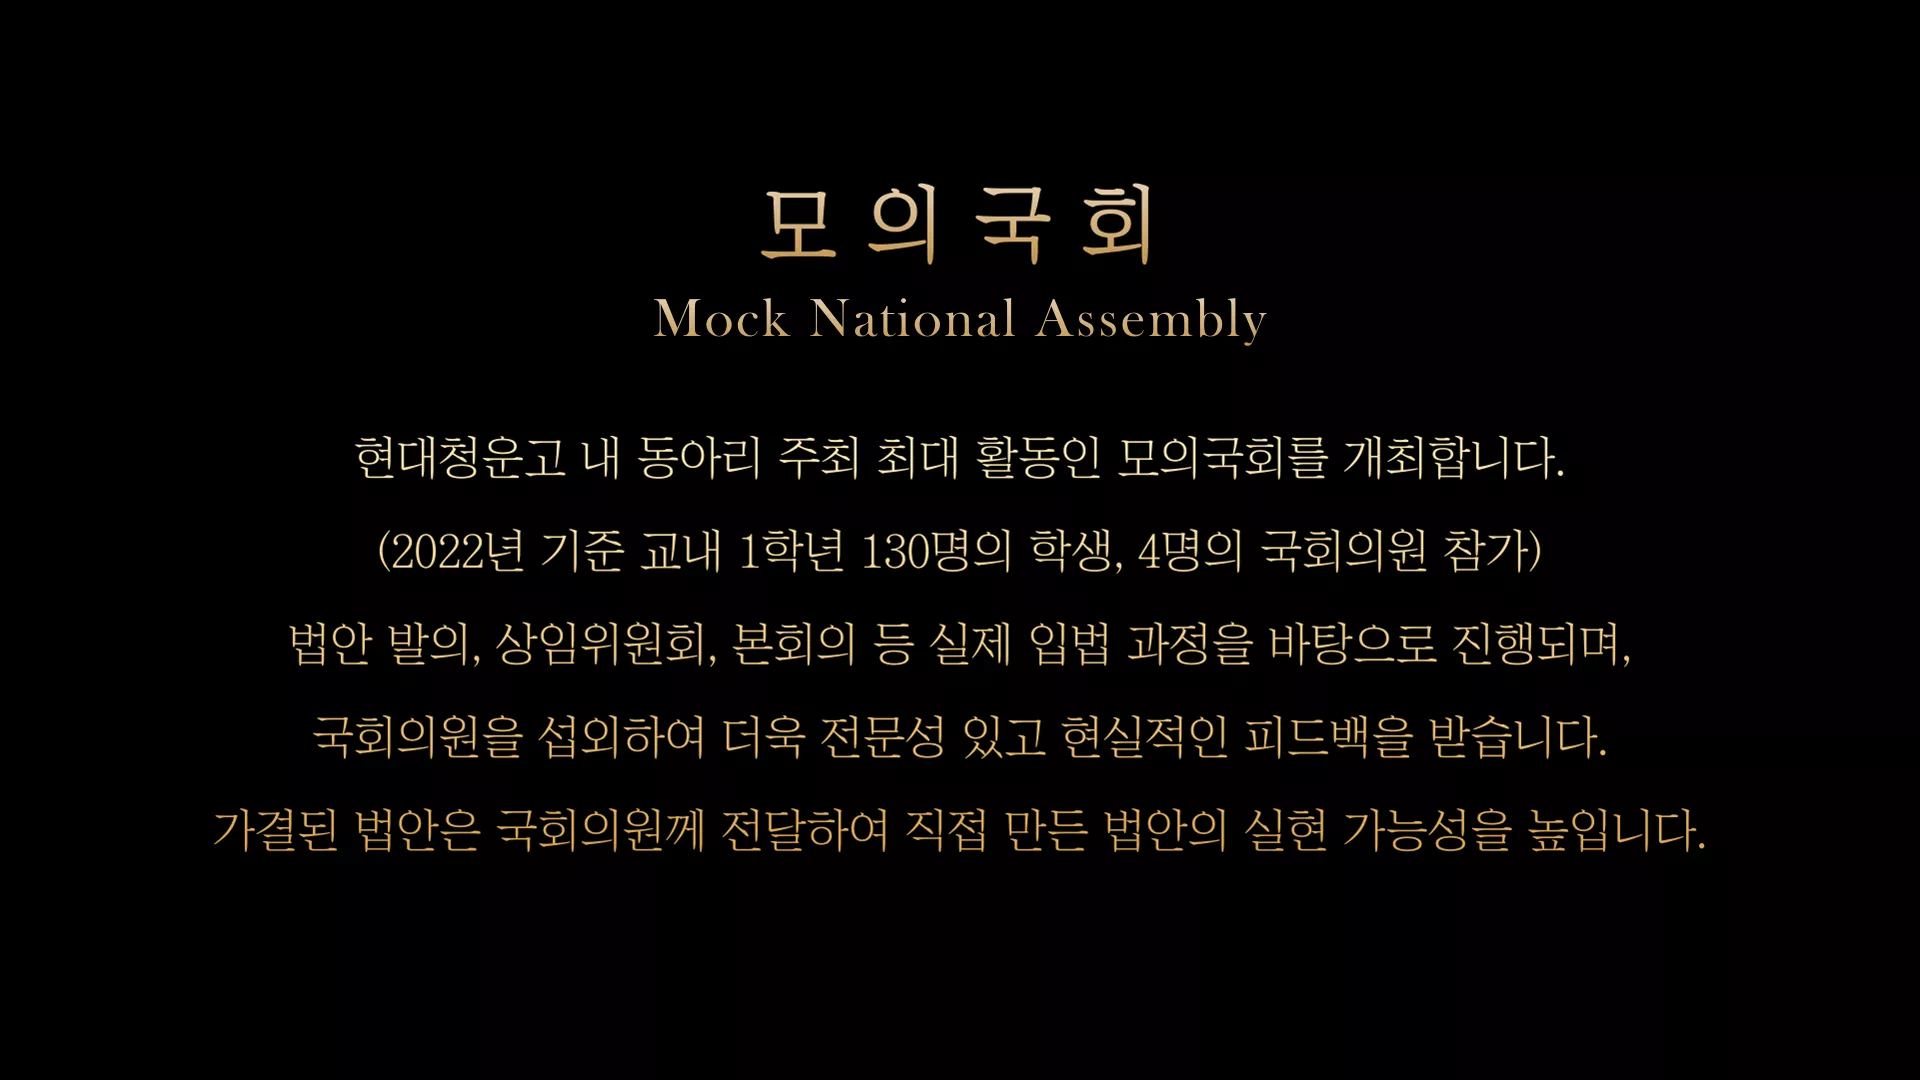 모의국회
Mock National Assembly
현대청운고 내 동아리 주최 최대 활동인 모의국회를 개최합니다.
(2022년 기준 교내 1학년 130명의 학생, 4명의 국회의원 참가)
법안 발의, 상임위원회, 본회의 등 실제 입법 과정을 바탕으로 진행되며,
국회의원을 섭외하여 더욱 전문성 있고 현실적인 피드백을 받습니다.
가결된 법안은 국회의원께 전달하여 직접 만든 법안의 실현 가능성을 높입니다.